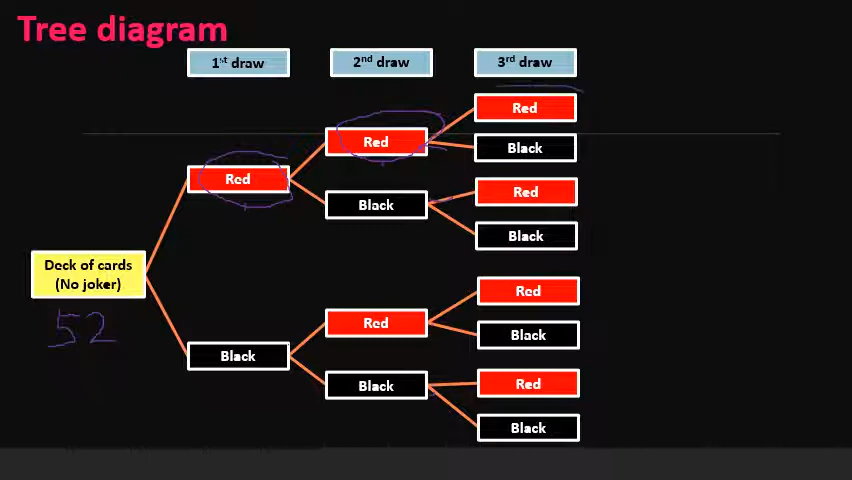 Tree diagram
1st draw
2nd draw
3rd draw
Red
Red
Black
Red
Red
Black
Red
Black
Deck of cards
(No joker)
52
Red
Red
Black
Black
Black
Red
Black